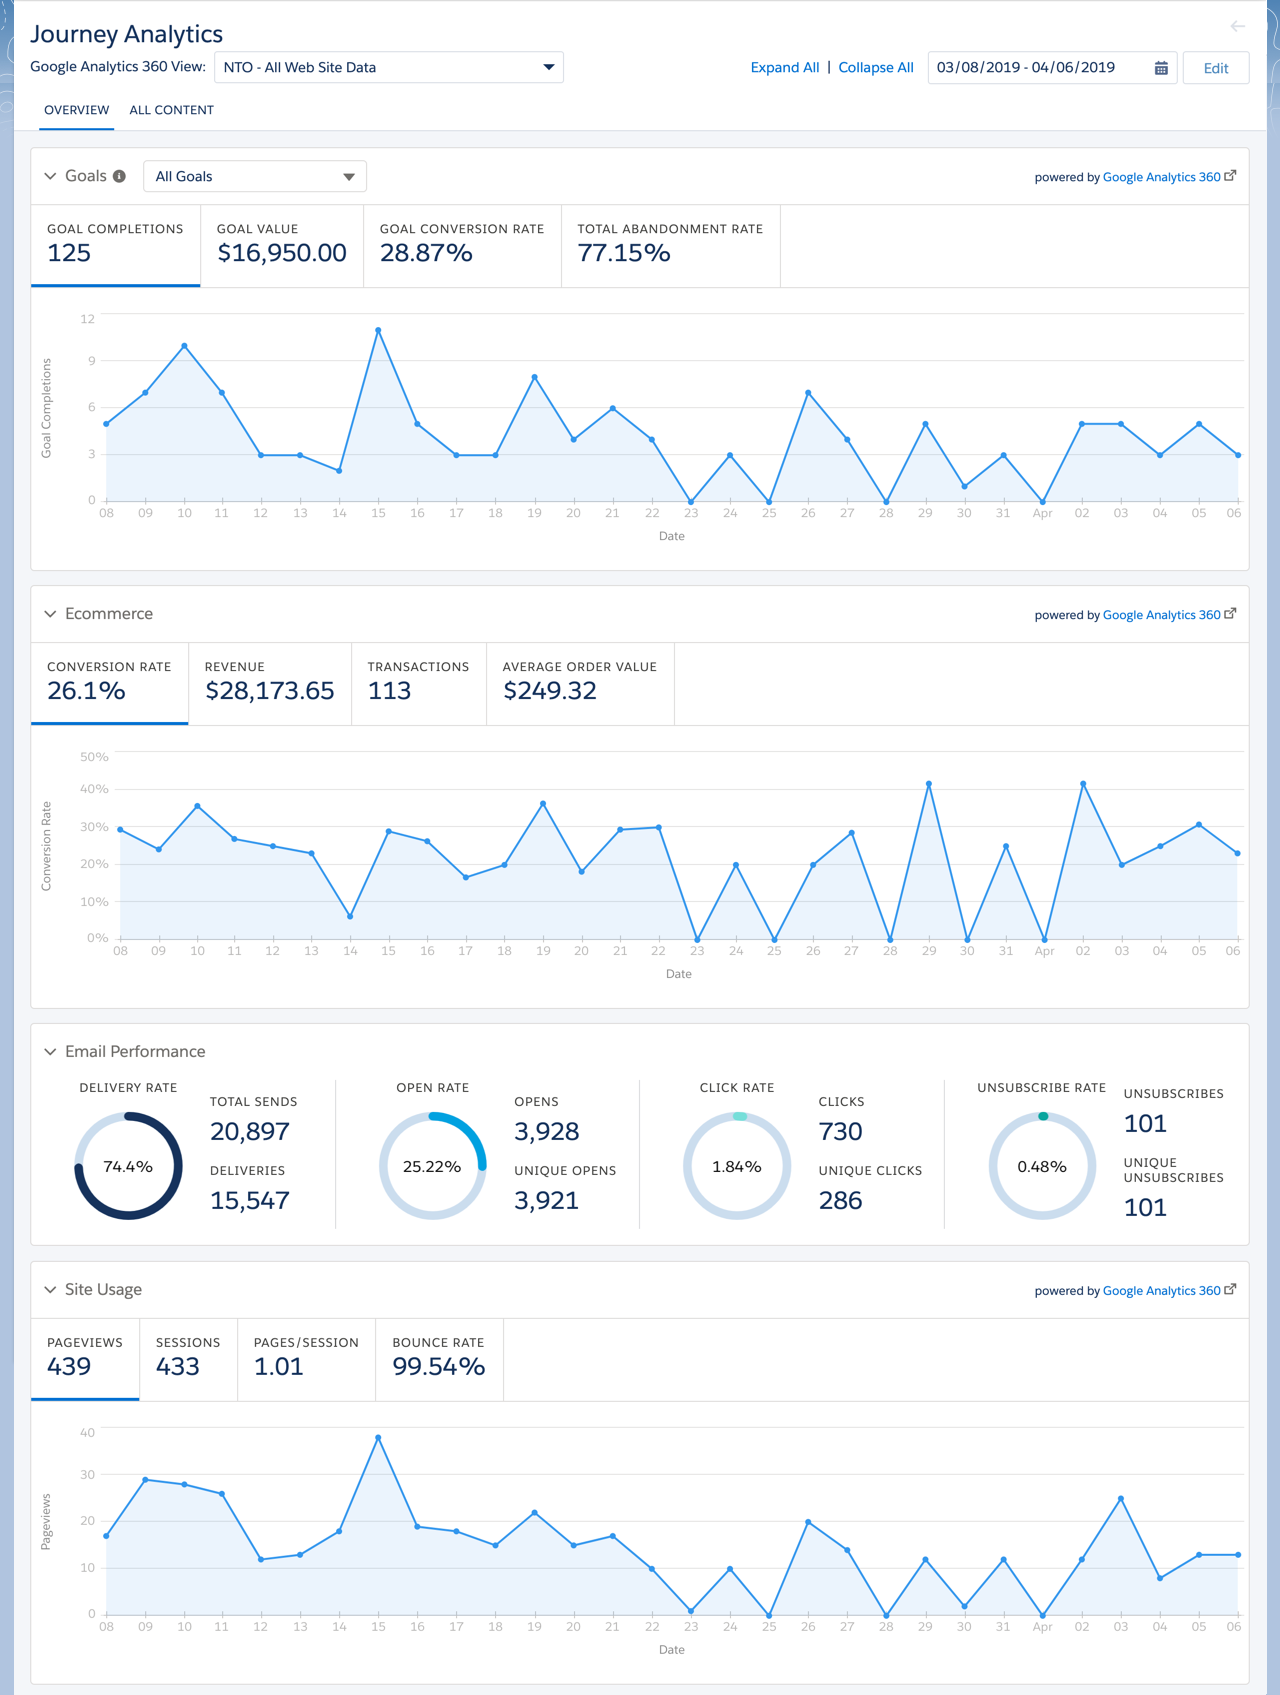 Journey Analytics
Google Analytics 360 View: NTO - All Web Site Data
Expand All | Collapse All 03/08/2019 - 04/06/2019 Edit
OVERVIEW ALL CONTENT
Goals All Goals powered by Google Analytics 360
GOAL COMPLETIONS GOAL VALUE GOAL CONVERSION RATE TOTAL ABANDONMENT RATE
125 $16,950.00 28.87% 77.15%
12
9
6
3
0
Goal Completions
08 09 10 11 12 13 14 15 16 17 18 19 20 21 22 23 24 25 26 27 28 29 30 31 Apr 02 03 04 05 06
Date
Ecommerce powered by Google Analytics 360
CONVERSION RATE REVENUE TRANSACTIONS AVERAGE ORDER VALUE
26.1% $28,173.65 113 $249.32
50%
40%
30%
20%
10%
0%
Conversion Rate
08 09 10 11 12 13 14 15 16 17 18 19 20 21 22 23 24 25 26 27 28 29 30 31 Apr 02 03 04 05 06
Date
Email Performance
DELIVERY RATE
74.4%
TOTAL SENDS
20,897
DELIVERIES
15,547
OPEN RATE
25.22%
OPENS
3,928
UNIQUE OPENS
3,921
CLICK RATE
1.84%
CLICKS
730
UNIQUE CLICKS
286
UNSUBSCRIBE RATE
0.48%
UNSUBSCRIBES
101
UNIQUE
UNSUBSCRIBES
101
Site Usage powered by Google Analytics 360
PAGEVIEWS SESSIONS PAGES/SESSION BOUNCE RATE
439 433 1.01 99.54%
40
30
20
10
0
Pageviews
08 09 10 11 12 13 14 15 16 17 18 19 20 21 22 23 24 25 26 27 28 29 30 31 Apr 02 03 04 05 06
Date